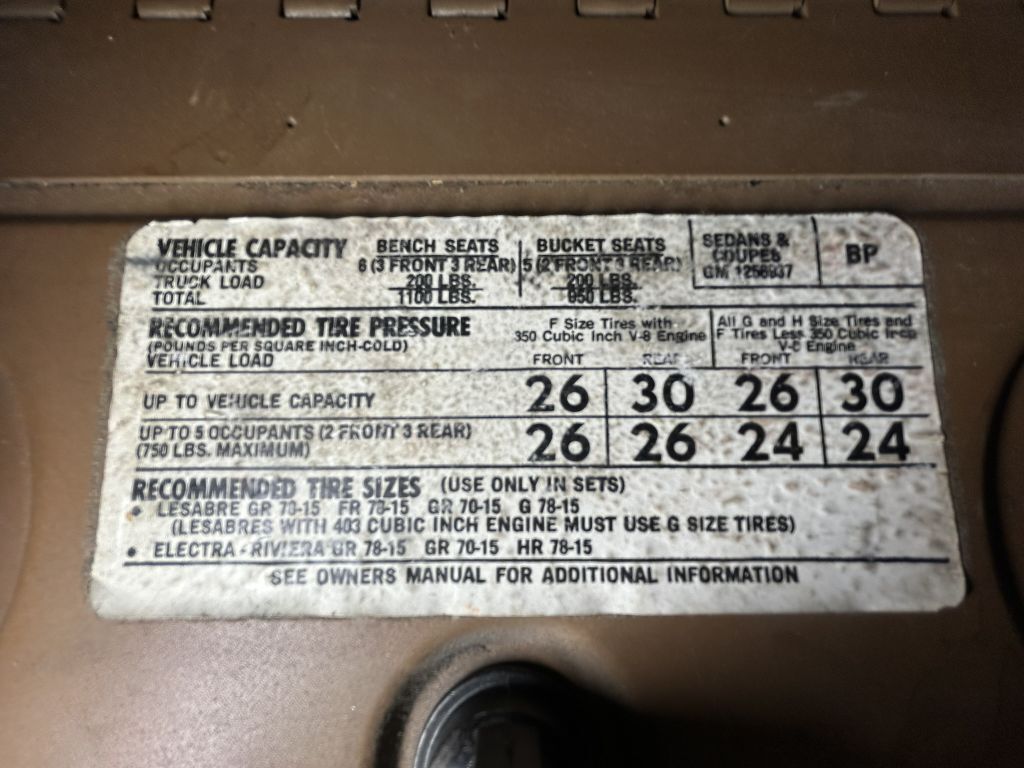 VEHICLE CAPACITY BENCH SEATS BUCKET SEATS SEDANS & COUPES BP
OCCUPANTS 6 (3 FRONT 3 REAR) 5 (2 FRONT 3 REAR)
TRUCK LOAD 200 LBS. 200 LBS. GM
TOTAL 1100 LBS. 950 LBS.
RECOMMENDED TIRE PRESSURE
(POUNDS PER SQUARE INCH-COLD)
VEHICLE LOAD
F Size Tires with
350 Cubic Inch V-8 Engine
All G and H Size Tires and
F Tires Less 350 Cubic Inch
Engine
FRONT REAR FRONT REAR
UP TO VEHICLE CAPACITY 26 30 26 30
UP TO 5 OCCUPANTS (2 FRONT 3 REAR)
(750 LBS. MAXIMUM) 26 26 24 24
RECOMMENDED TIRE SIZES (USE ONLY IN SETS)
• LESABRE GR 70-15 FR 78-15 GR 70-15 G 78-15
(LESABRES WITH 403 CUBIC INCH ENGINE MUST USE G SIZE TIRES)
• ELECTRA - RIVIERA GR 78-15 GR 70-15 HR 78-15
SEE OWNERS MANUAL FOR ADDITIONAL INFORMATION